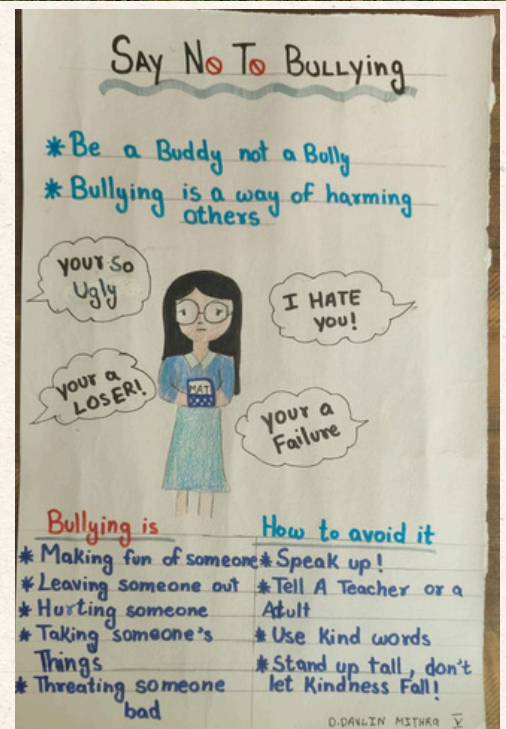 SAY NO TO BULLYing
* Be a Buddy not a Bully
* Bullying is a way of harming
others
your so
Ugly
I HATE
you!
your a
LOSER!
MAT
your a
Failure
Bullying is
* Making fun of someone
* Leaving someone out
* Hurting someone
* Taking someone's
Things
* Threating someone
bad
How to avoid it
* Speak up!
* Tell A Teacher or a
Adult
* Use Kind words
* Stand up tall, don't
let Kindness Fall!
D.DAVLIN MITHRA V